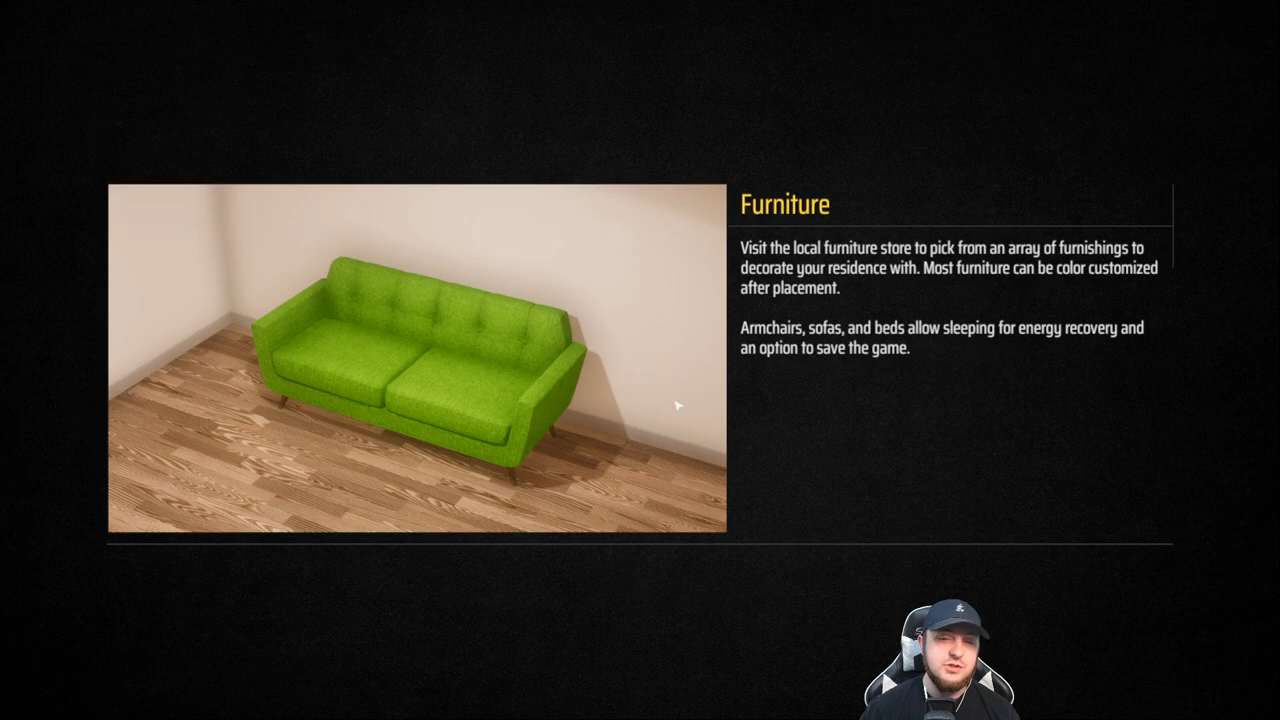 Furniture
Visit the local furniture store to pick from an array of furnishings to
decorate your residence with. Most furniture can be color customized
after placement.
Armchairs, sofas, and beds allow sleeping for energy recovery and
an option to save the game.